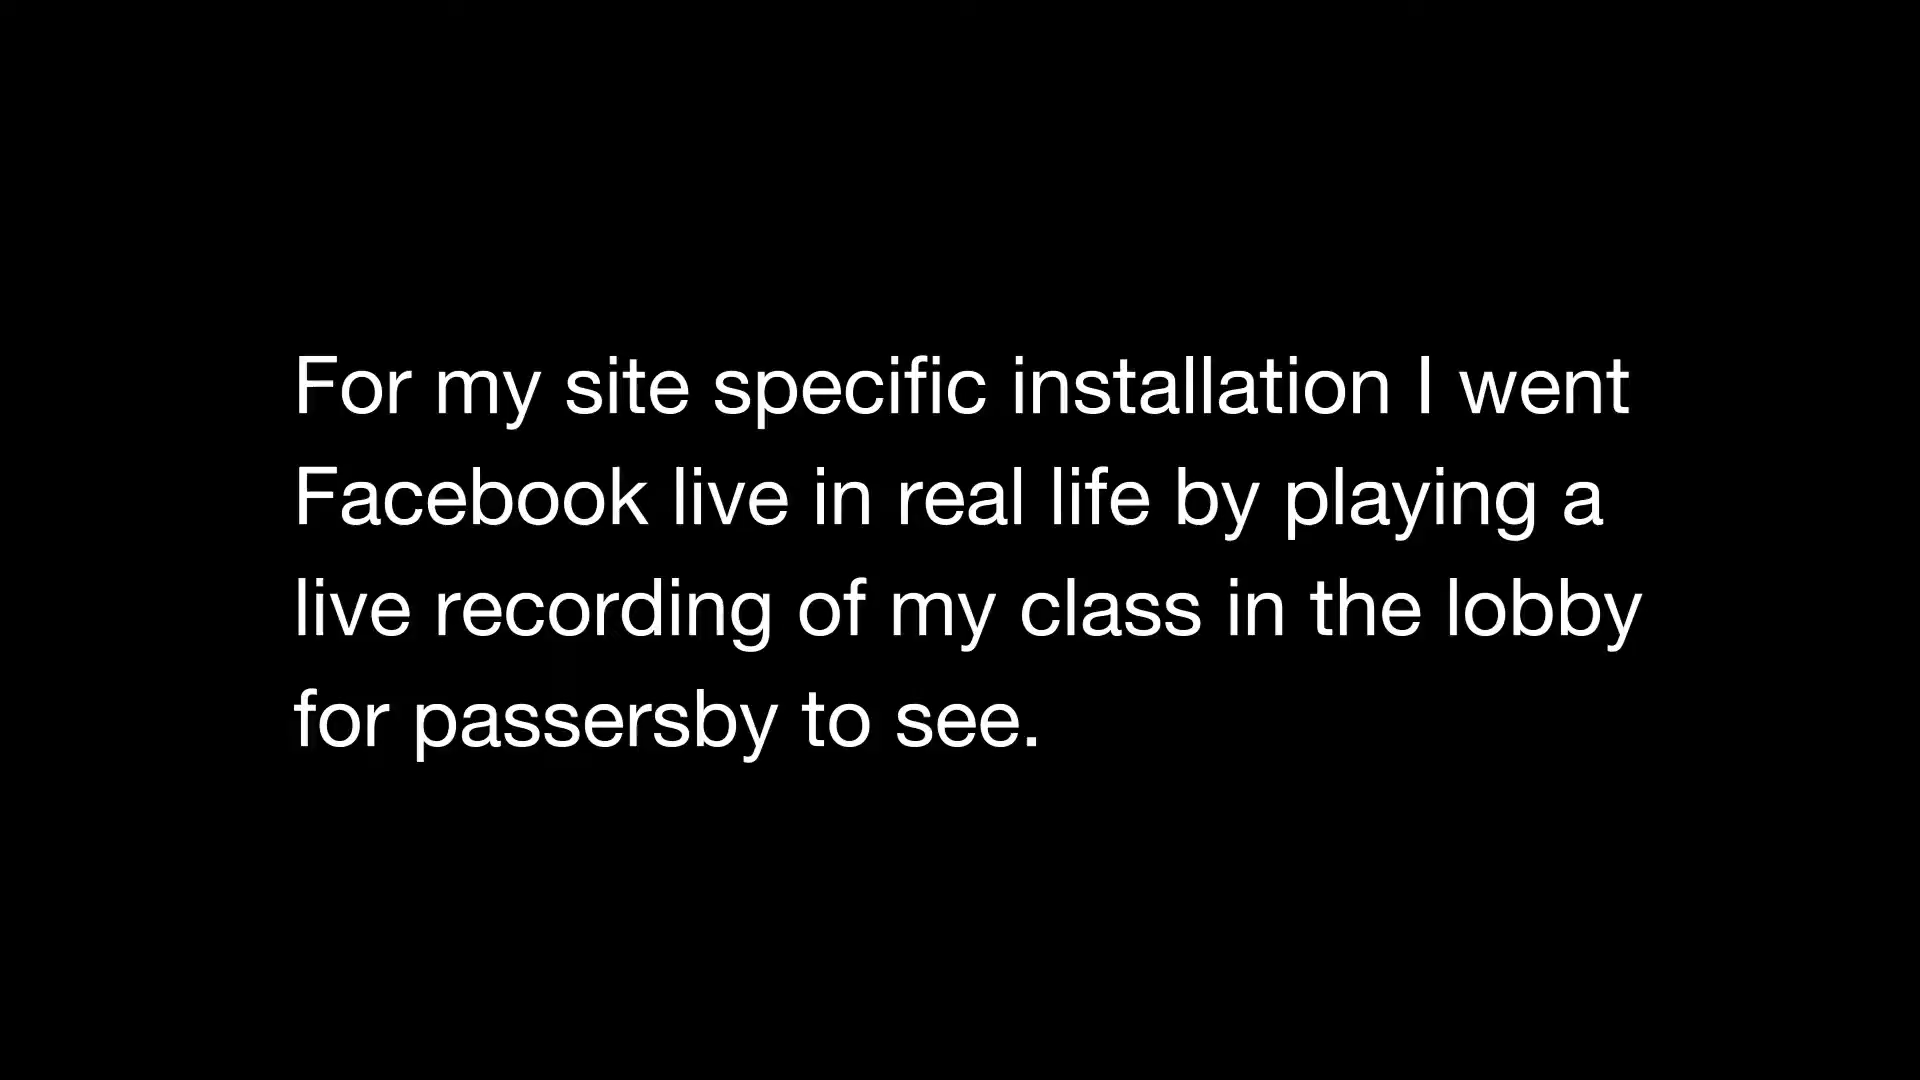 For my site specific installation I went
Facebook live in real life by playing a
live recording of my class in the lobby
for passersby to see.